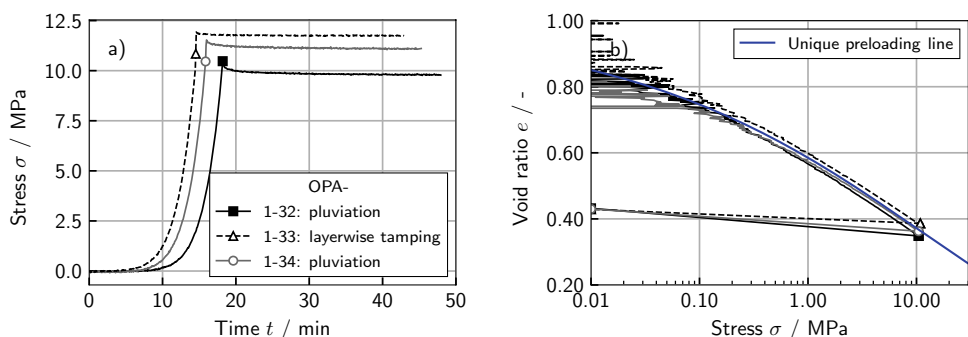 12.5
10.0
7.5
5.0
2.5
0.0
Stress σ / MPa
a)
OPA-
1-32: pluviation
1-33: layerwise tamping
1-34: pluviation
0 10 20 30 40 50
Time t / min
1.00
0.80
0.60
0.40
0.20
Void ratio e / -
b)
Unique preloading line
0.01 0.10 1.00 10.00
Stress σ / MPa